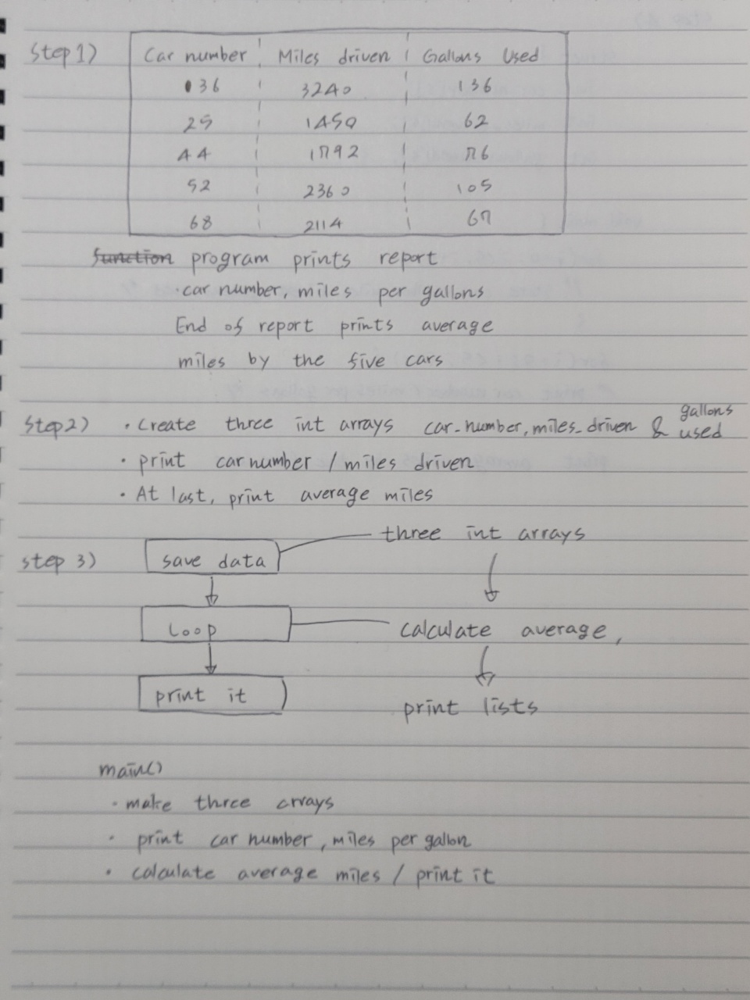 Step 1)
Car number Miles driven Gallons Used
36 3240 136
25 1450 62
44 1792 76
52 2360 105
68 2114 67
function program prints report
· car number, miles per gallons
End of report prints average
miles by the five cars
Step 2) · Create three int arrays car_number, miles_driven & gallons used
· print car number / miles driven
· At last, print average miles
three int arrays
step 3) save data
Loop calculate average,
print it print lists
main()
· make three arrays
· print car number, miles per gallon
· calculate average miles / print it